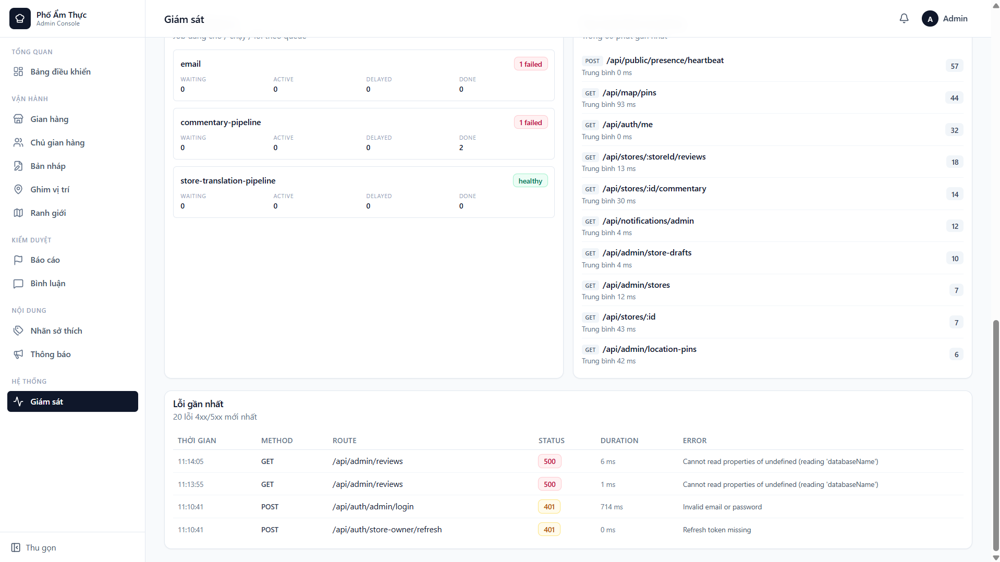 Phố Ẩm Thực
Admin Console
TỔNG QUAN
Bảng điều khiển
VẬN HÀNH
Gian hàng
Chủ gian hàng
Bản nháp
Ghim vị trí
Ranh giới
KIỂM DUYỆT
Báo cáo
Bình luận
NỘI DUNG
Nhãn sở thích
Thông báo
HỆ THỐNG
Giám sát
Thu gọn
Giám sát
A Admin
email 1 failed
WAITING ACTIVE DELAYED DONE
0 0 0 0
commentary-pipeline 1 failed
WAITING ACTIVE DELAYED DONE
0 0 0 2
store-translation-pipeline healthy
WAITING ACTIVE DELAYED DONE
0 0 0 0
POST /api/public/presence/heartbeat 57
Trung bình 0 ms
GET /api/map/pins 44
Trung bình 93 ms
GET /api/auth/me 32
Trung bình 0 ms
GET /api/stores/:storeId/reviews 18
Trung bình 13 ms
GET /api/stores/:id/commentary 14
Trung bình 30 ms
GET /api/notifications/admin 12
Trung bình 4 ms
GET /api/admin/store-drafts 10
Trung bình 4 ms
GET /api/admin/stores 7
Trung bình 12 ms
GET /api/stores/:id 7
Trung bình 43 ms
GET /api/admin/location-pins 6
Trung bình 42 ms
Lỗi gần nhất
20 lỗi 4xx/5xx mới nhất
THỜI GIAN METHOD ROUTE STATUS DURATION ERROR
11:14:05 GET /api/admin/reviews 500 6 ms Cannot read properties of undefined (reading 'databaseName')
11:13:55 GET /api/admin/reviews 500 1 ms Cannot read properties of undefined (reading 'databaseName')
11:10:41 POST /api/auth/admin/login 401 714 ms Invalid email or password
11:10:41 POST /api/auth/store-owner/refresh 401 0 ms Refresh token missing